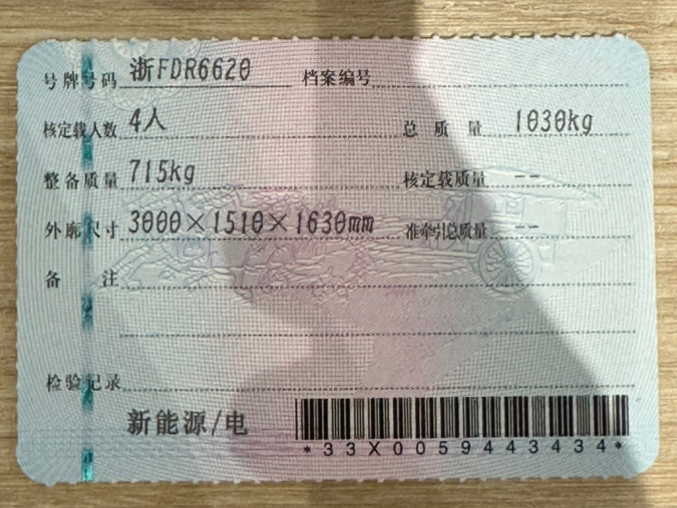 号牌号码 浙FDR6620 档案编号
核定载人数 4人 总质量 1030kg
整备质量 715kg 核定载质量 --
外廓尺寸 3000×1510×1630mm 准牵引总质量 --
备注
检验记录
新能源/电
*33X0059443434*